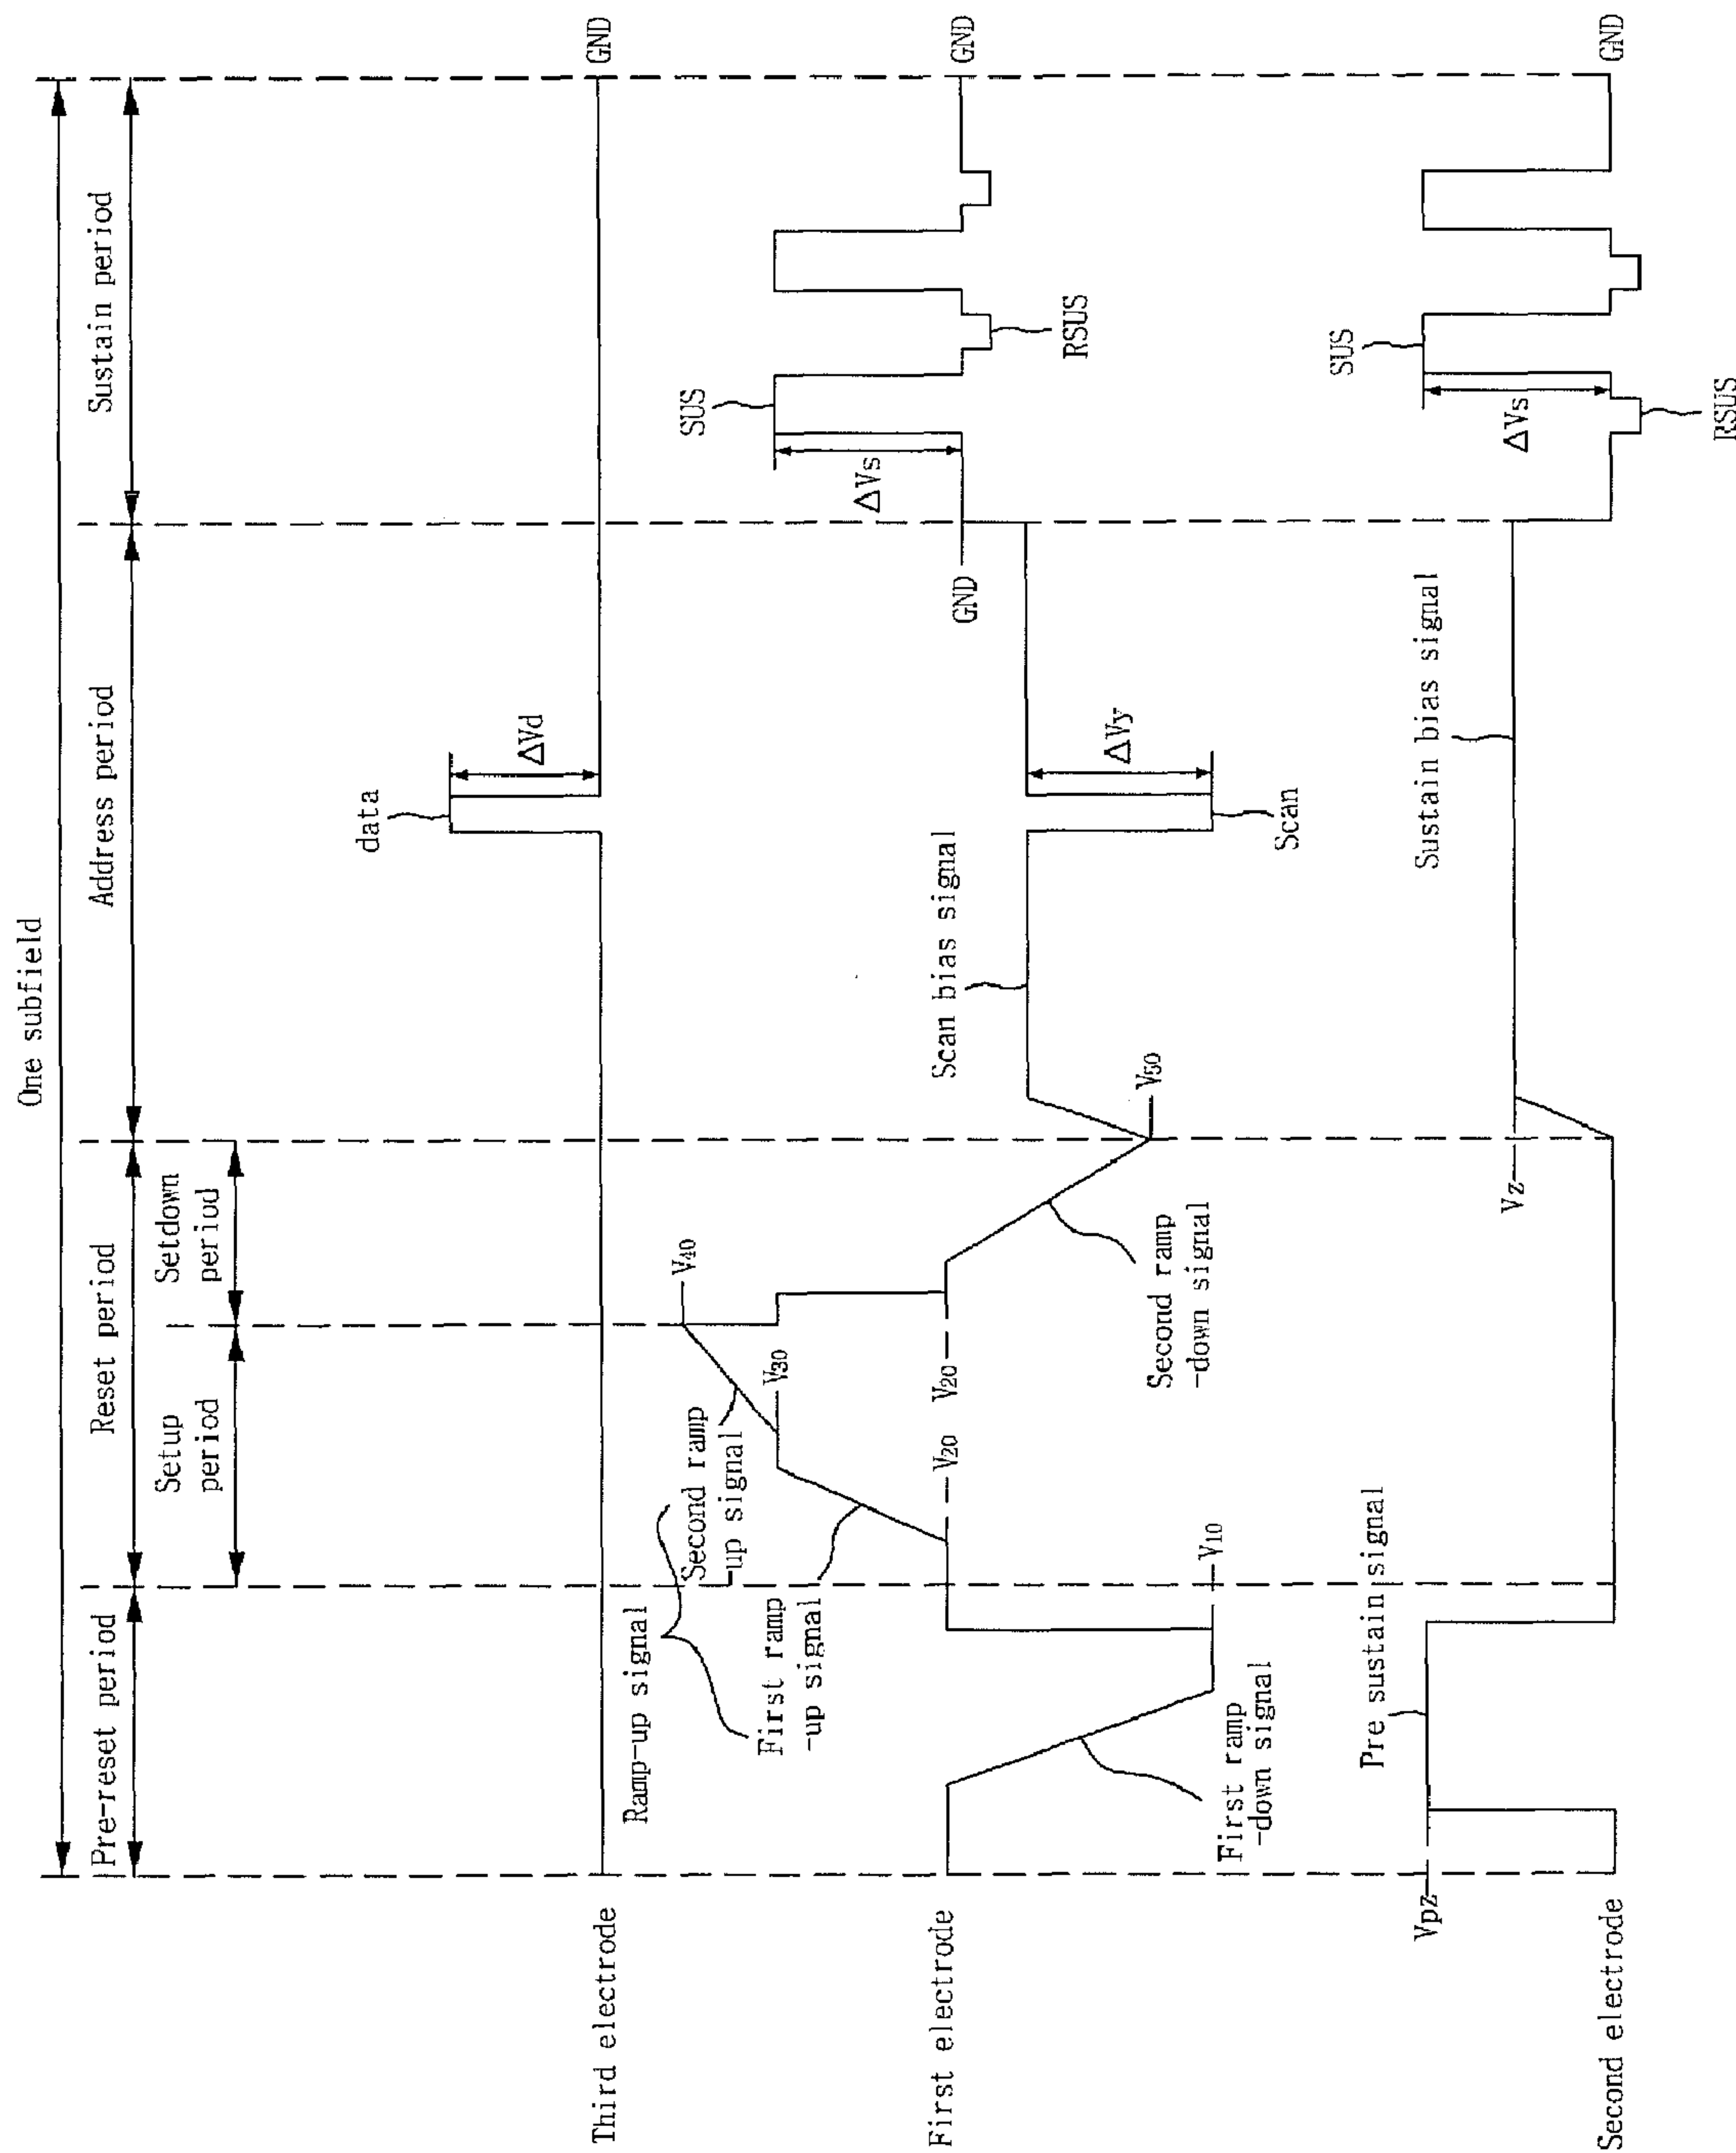 One subfield
Pre-reset period
Reset period
Address period
Sustain period
Setup
period
Setdown
period
data
ΔVd
Third electrode
GND
Ramp-up signal
Second ramp
-up signal
First ramp
-up signal
V40
V30
V20
V20
V10
V50
First electrode
First ramp
-down signal
Second ramp
-down signal
Scan bias signal
ΔVy
Scan
GND
ΔVs
SUS
RSUS
GND
Vpz
Pre sustain signal
Vz
Sustain bias signal
ΔVs
SUS
RSUS
Second electrode
GND